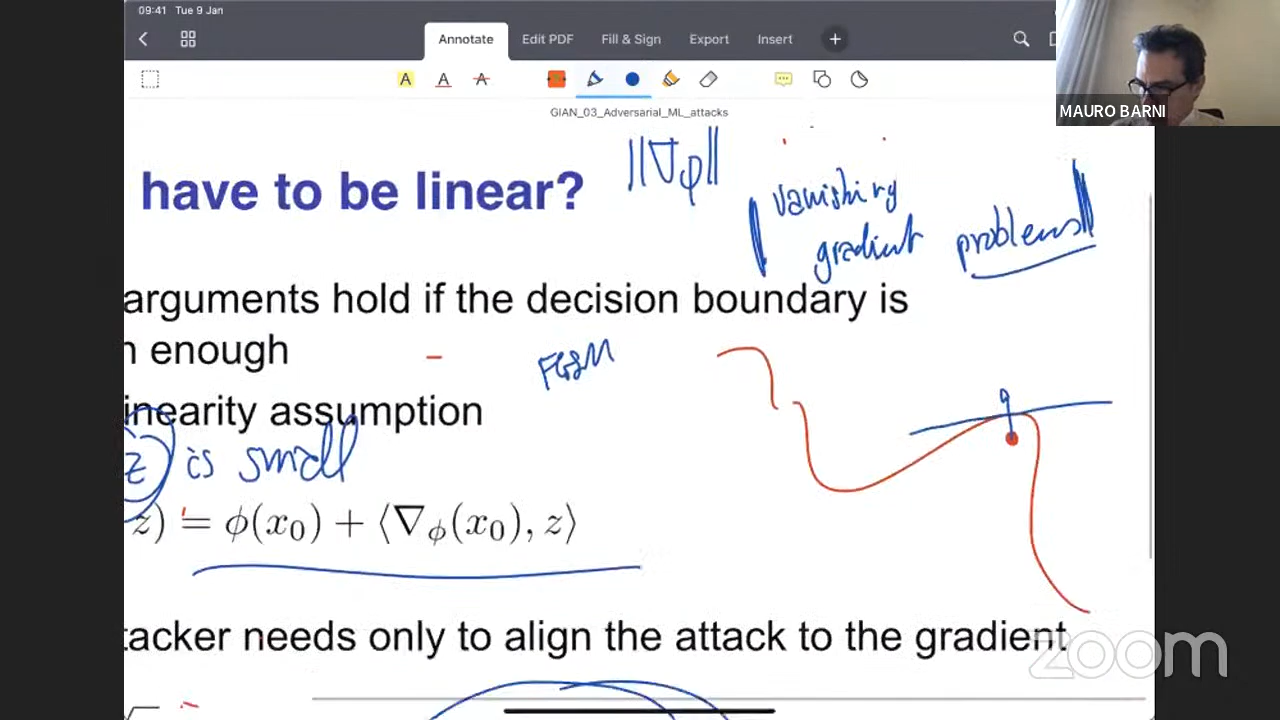 09:41 Tue 9 Jan
Annotate Edit PDF Fill & Sign Export Insert
A A A
GIAN_03_Adversarial_ML_attacks
MAURO BARNI
||∇φ||
have to be linear?
vanishing
gradient problems
arguments hold if the decision boundary is
n enough
FGSM
inearity assumption
z is small
z) = ϕ(x₀) + ⟨∇ϕ(x₀), z⟩
tacker needs only to align the attack to the gradient
zoom